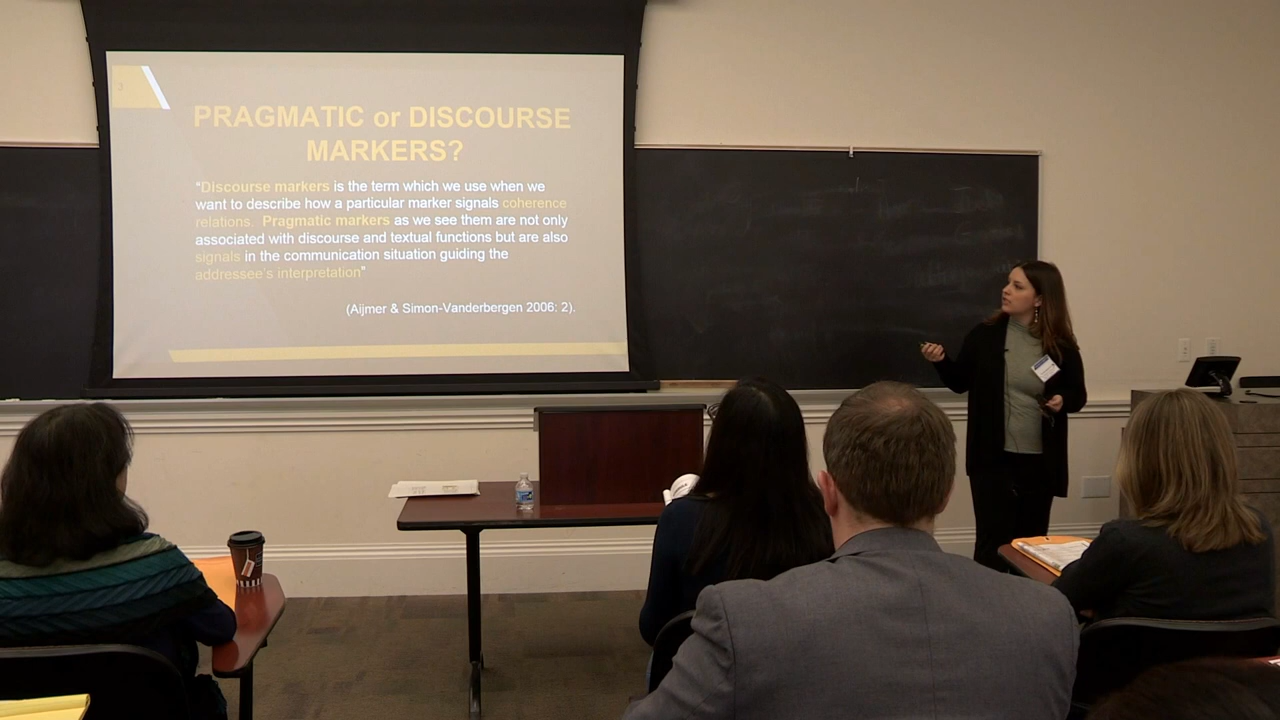 3
PRAGMATIC or DISCOURSE
MARKERS?
“Discourse markers is the term which we use when we
want to describe how a particular marker signals coherence
relations. Pragmatic markers as we see them are not only
associated with discourse and textual functions but are also
signals in the communication situation guiding the
addressee's interpretation”
(Aijmer & Simon-Vanderbergen 2006: 2).